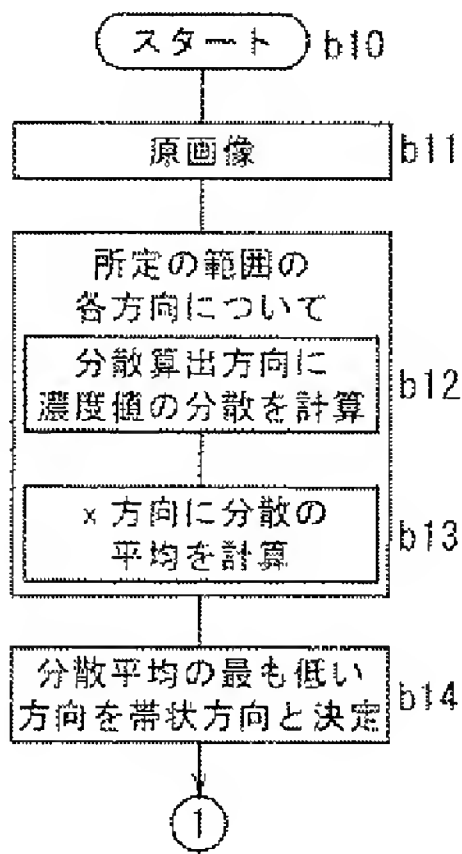 スタート b10
原画像 b11
所定の範囲の
各方向について
分散算出方向に
濃度値の分散を計算 b12
x方向に分散の
平均を計算 b13
分散平均の最も低い
方向を帯状方向と決定 b14
1